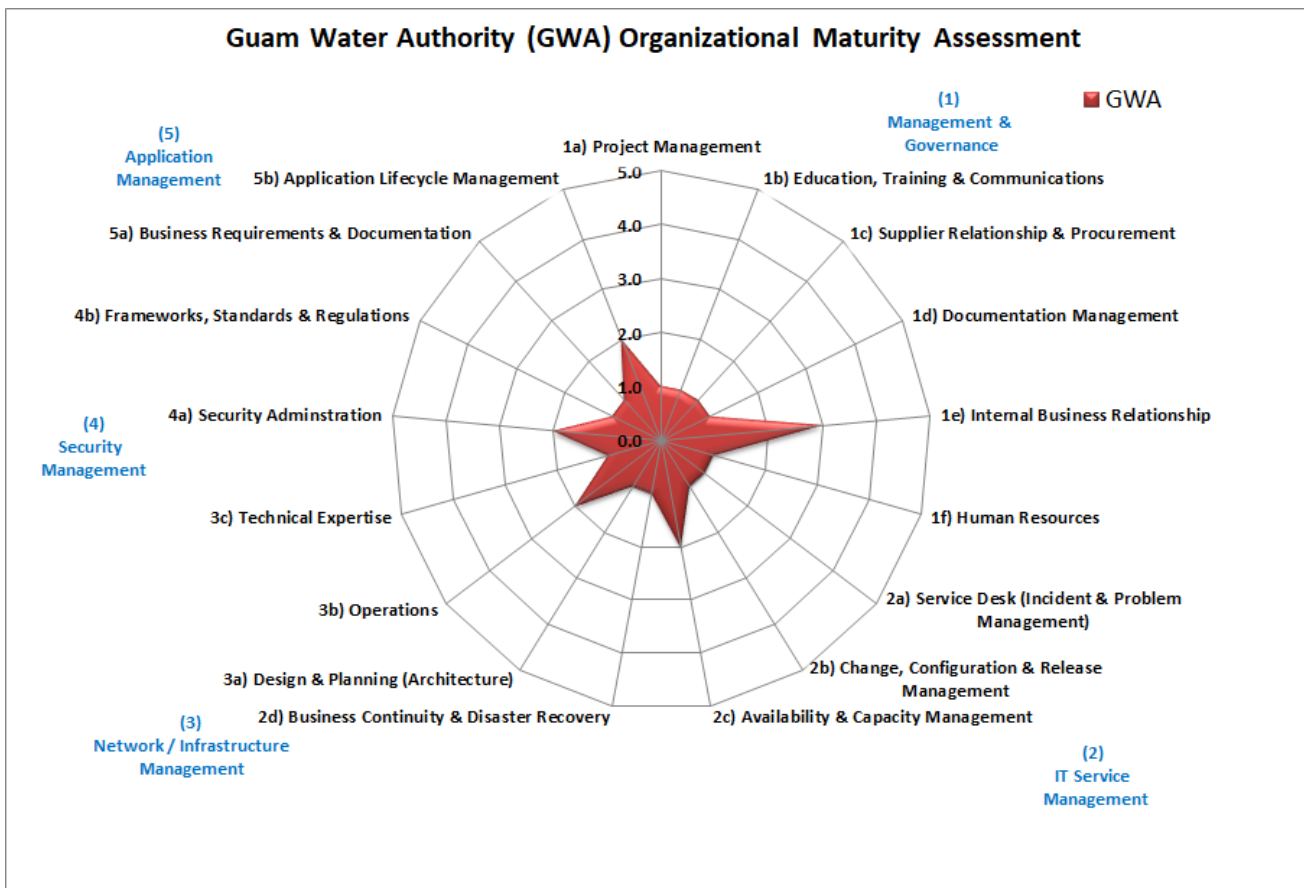 Guam Water Authority (GWA) Organizational Maturity Assessment
GWA
(1)
Management &
Governance
(5)
Application
Management
1a) Project Management
1b) Education, Training & Communications
1c) Supplier Relationship & Procurement
1d) Documentation Management
1e) Internal Business Relationship
1f) Human Resources
2a) Service Desk (Incident & Problem
Management)
2b) Change, Configuration & Release
Management
2c) Availability & Capacity Management
2d) Business Continuity & Disaster Recovery
3a) Design & Planning (Architecture)
3b) Operations
3c) Technical Expertise
4a) Security Adminstration
4b) Frameworks, Standards & Regulations
5a) Business Requirements & Documentation
5b) Application Lifecycle Management
5.0
4.0
3.0
2.0
1.0
0.0
(4)
Security
Management
(3)
Network / Infrastructure
Management
(2)
IT Service
Management